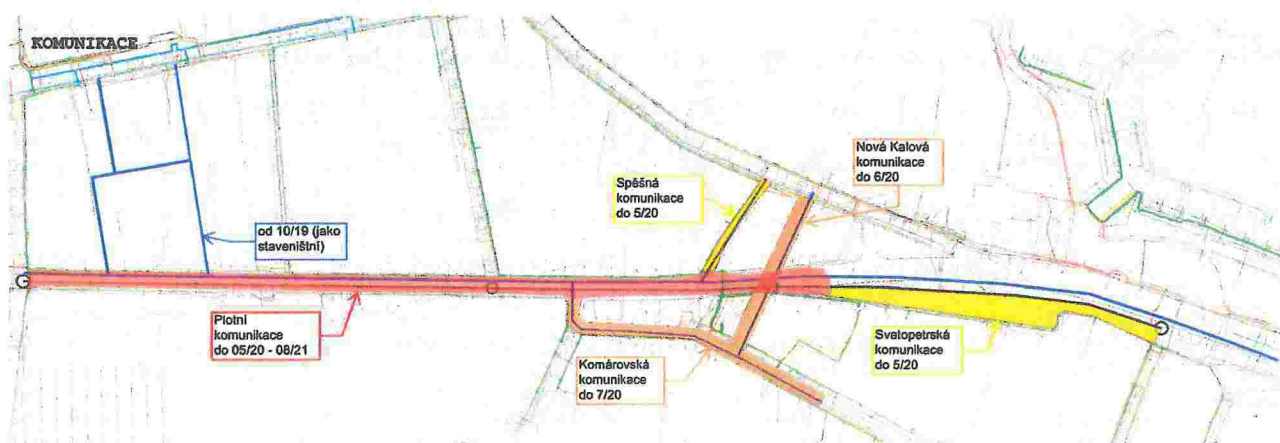 KOMUNIKACE
Nová Kalová
komunikace
do 6/20
Spěšná
komunikace
do 5/20
od 10/19 (jako
staveništní)
Plotní
komunikace
do 05/20 - 08/21
Komárovská
komunikace
do 7/20
Svatopetrská
komunikace
do 5/20